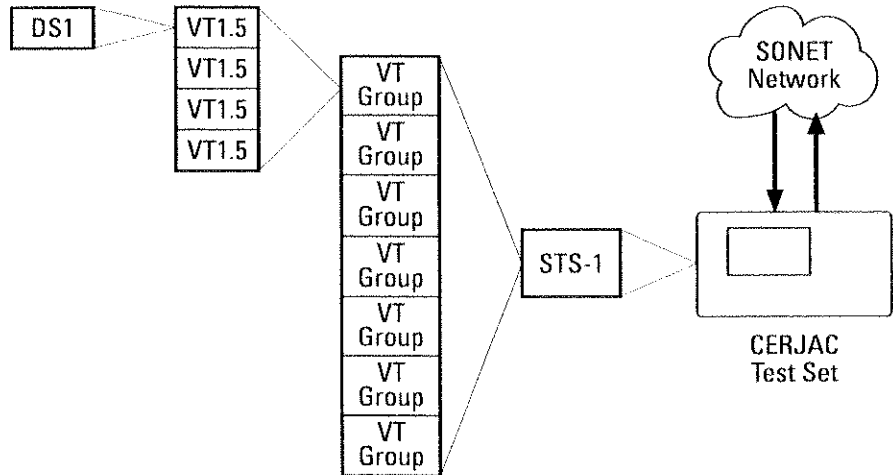 DS1
VT1.5
VT1.5
VT1.5
VT1.5
VT
Group
VT
Group
VT
Group
VT
Group
VT
Group
VT
Group
VT
Group
STS-1
SONET
Network
CERJAC
Test Set